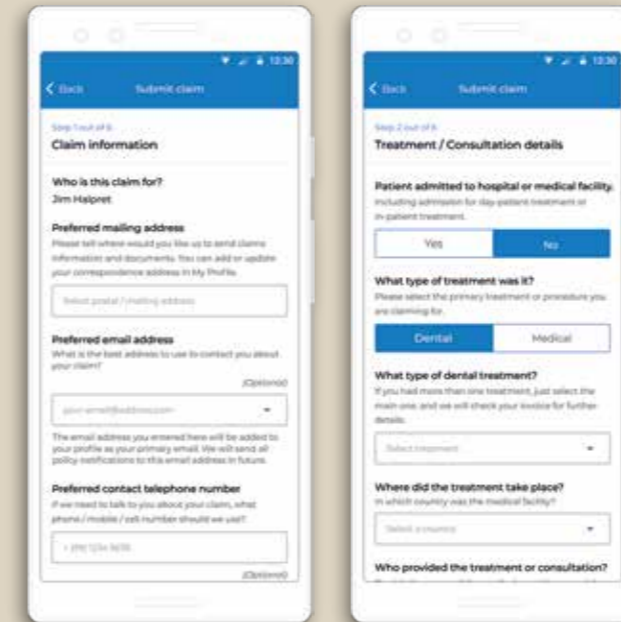 12:30
Back Submit claim
Step 1 out of 6
Claim information
Who is this claim for?
Jim Halpret
Preferred mailing address
Please tell where would you like us to send claims
information and documents. You can add or update
your correspondence address in My Profile.
Select postal / mailing address
Preferred email address
What is the best address to use to contact you about
your claim?
(Optional)
your-email@address.com
The email address you entered here will be added to
your profile as your primary email. We will send all
policy notifications to this email address in future.
Preferred contact telephone number
If we need to talk to you about your claim, what
phone / mobile / cell number should we use?
(Optional)
12:30
Back Submit claim
Step 2 out of 6
Treatment / Consultation details
Patient admitted to hospital or medical facility.
Including admission for day-patient treatment or
in-patient treatment.
Yes No
What type of treatment was it?
Please select the primary treatment or procedure you
are claiming for.
Dental Medical
What type of dental treatment?
If you had more than one treatment, just select the
main one, and we will check your invoice for further
details.
Select treatment
Where did the treatment take place?
In which country was the medical facility?
Select a country
Who provided the treatment or consultation?